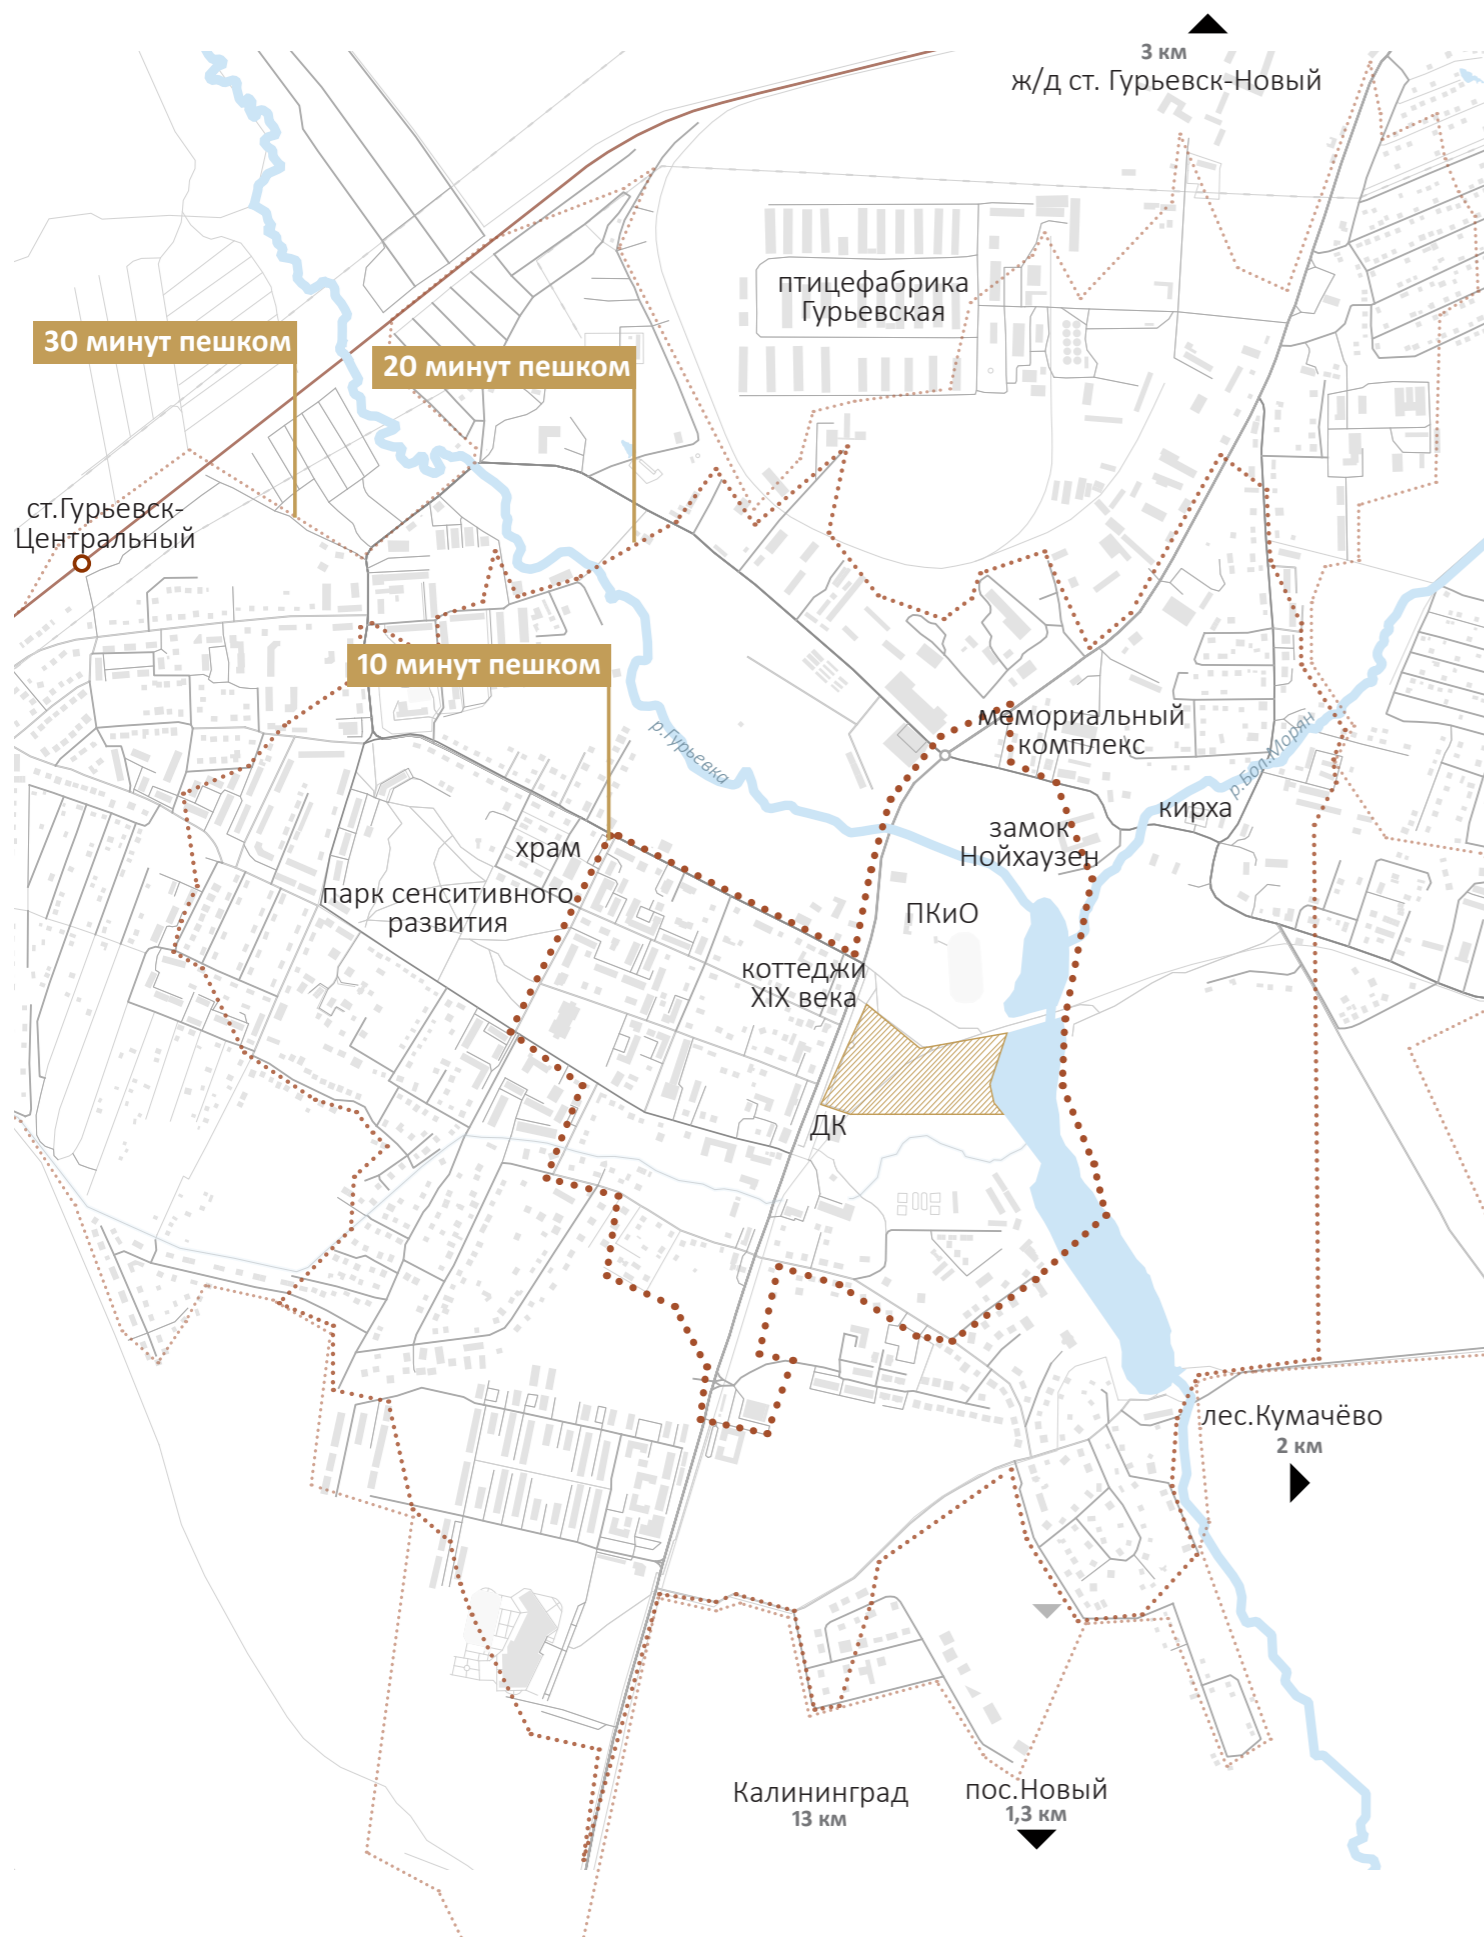 3 км
ж/д ст. Гурьевск-Новый
птицефабрика
Гурьевская
30 минут пешком
20 минут пешком
ст.Гурьевск-
Центральный
10 минут пешком
р.Гурьевка
мемориальный
комплекс
р.Бол.Морян
кирха
замок
Нойхаузен
храм
парк сенситивного
развития
ПКиО
коттеджи
XIX века
ДК
лес.Кумачёво
2 км
Калининград
13 км
пос.Новый
1,3 км